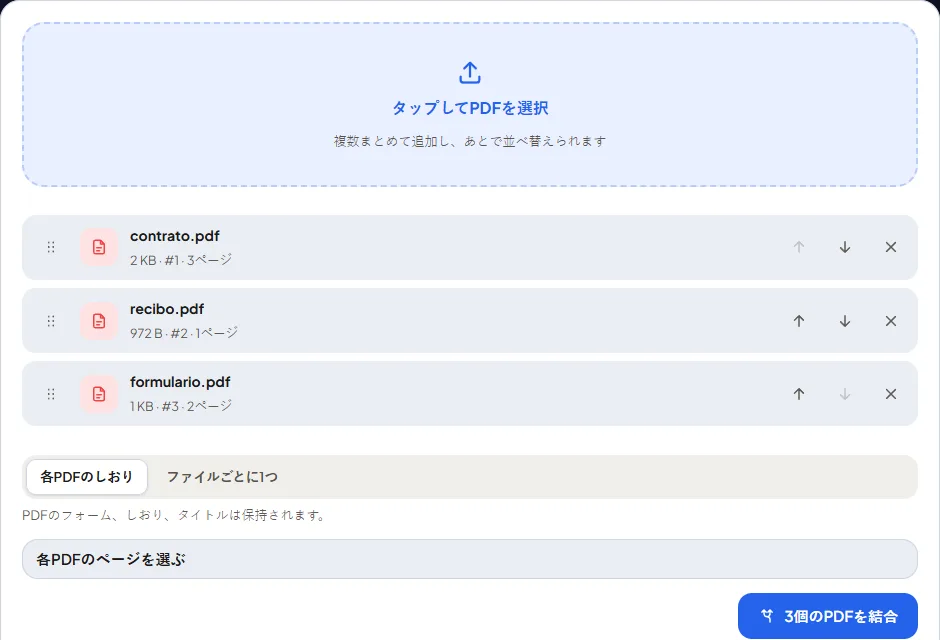 タップしてPDFを選択
複数まとめて追加し、あとで並べ替えられます
contrato.pdf
2 KB · #1 · 3ページ
recibo.pdf
972 B · #2 · 1ページ
formulario.pdf
1 KB · #3 · 2ページ
各PDFのしおり ファイルごとに1つ
PDFのフォーム、しおり、タイトルは保持されます。
各PDFのページを選ぶ
3個のPDFを結合